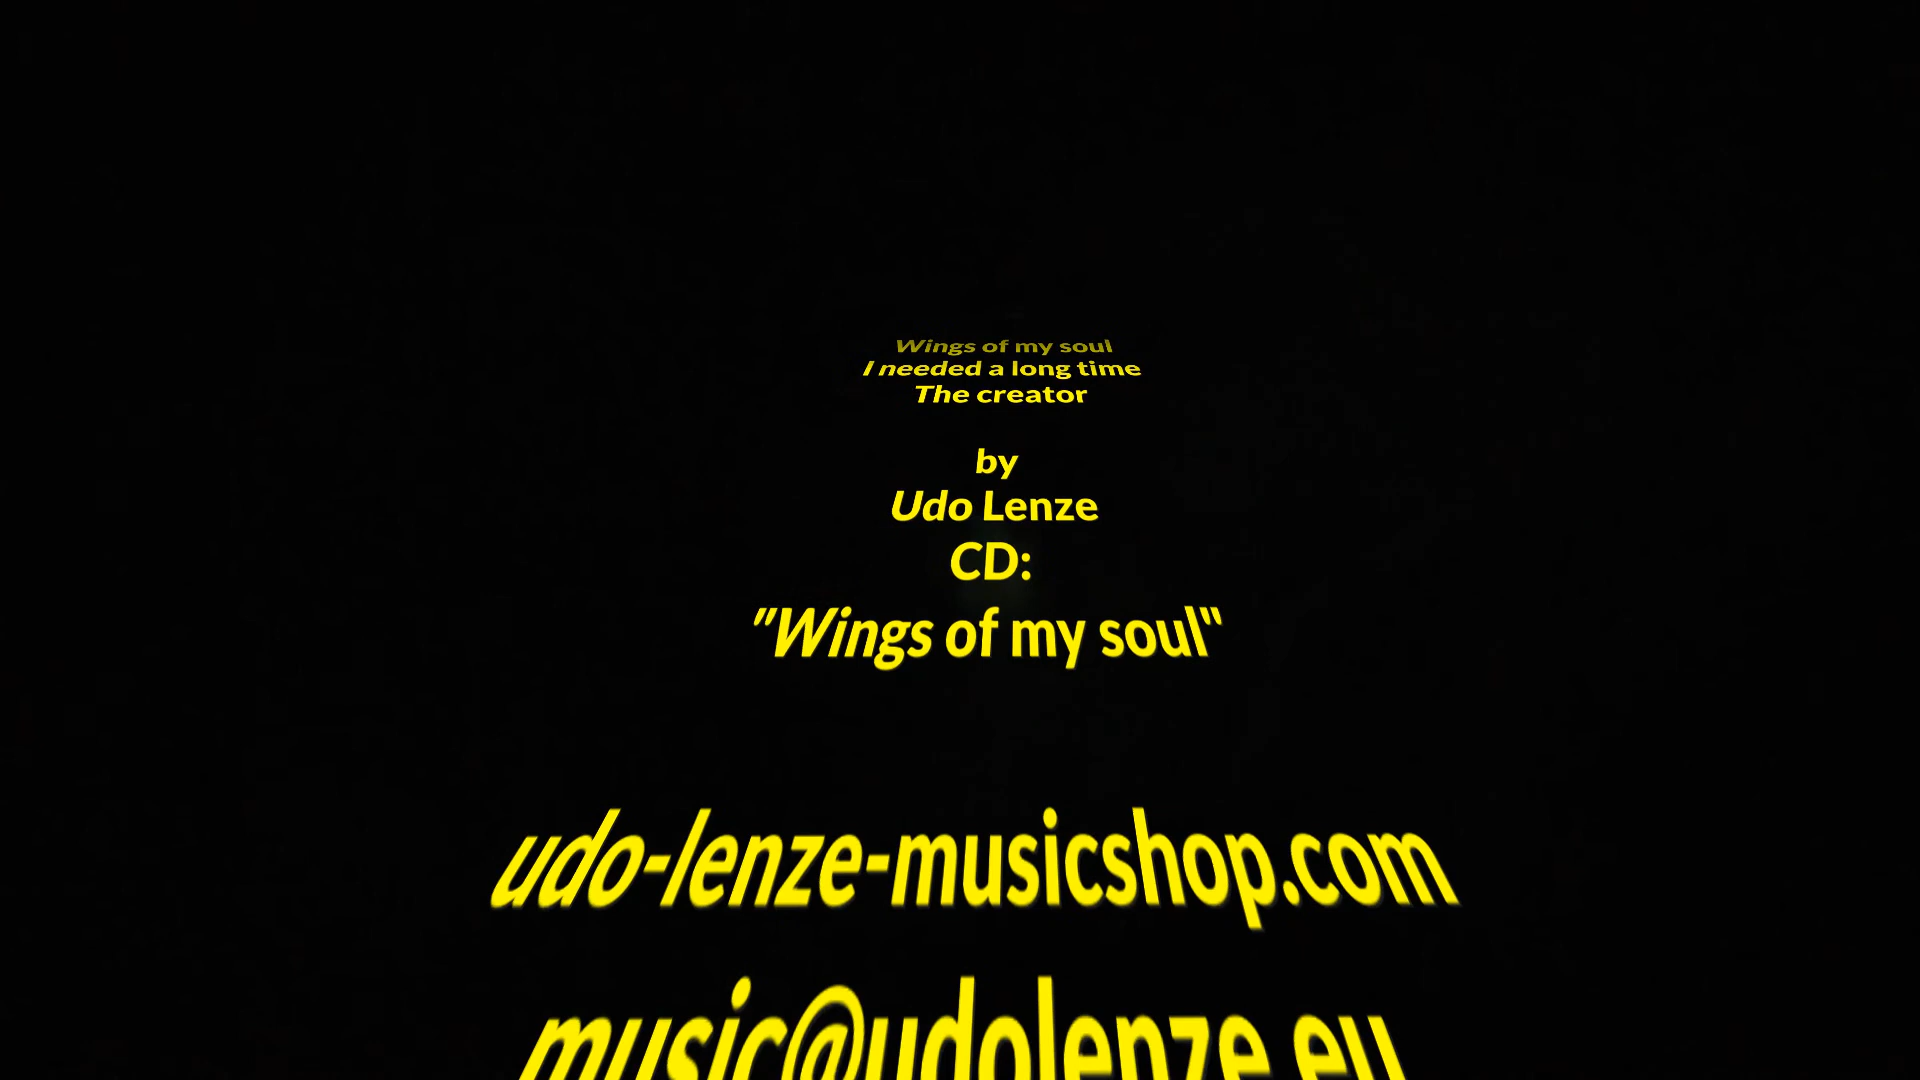 Wings of my soul
I needed a long time
The creator
by
Udo Lenze
CD:
"Wings of my soul"
udo-lenze-musicshop.com
music@udolenze.eu